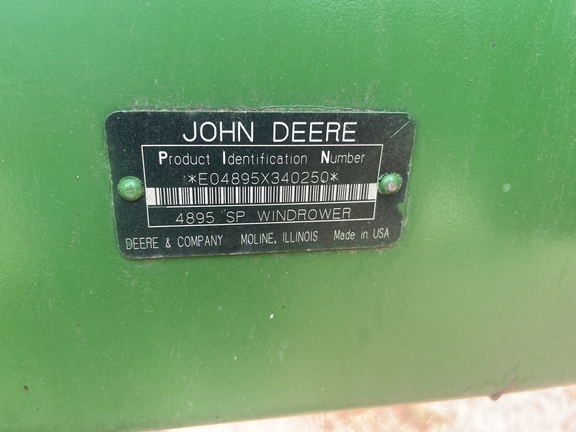 JOHN DEERE
Product Identification Number
*E04895X340250*
4895 SP WINDROWER
DEERE & COMPANY MOLINE, ILLINOIS Made in USA